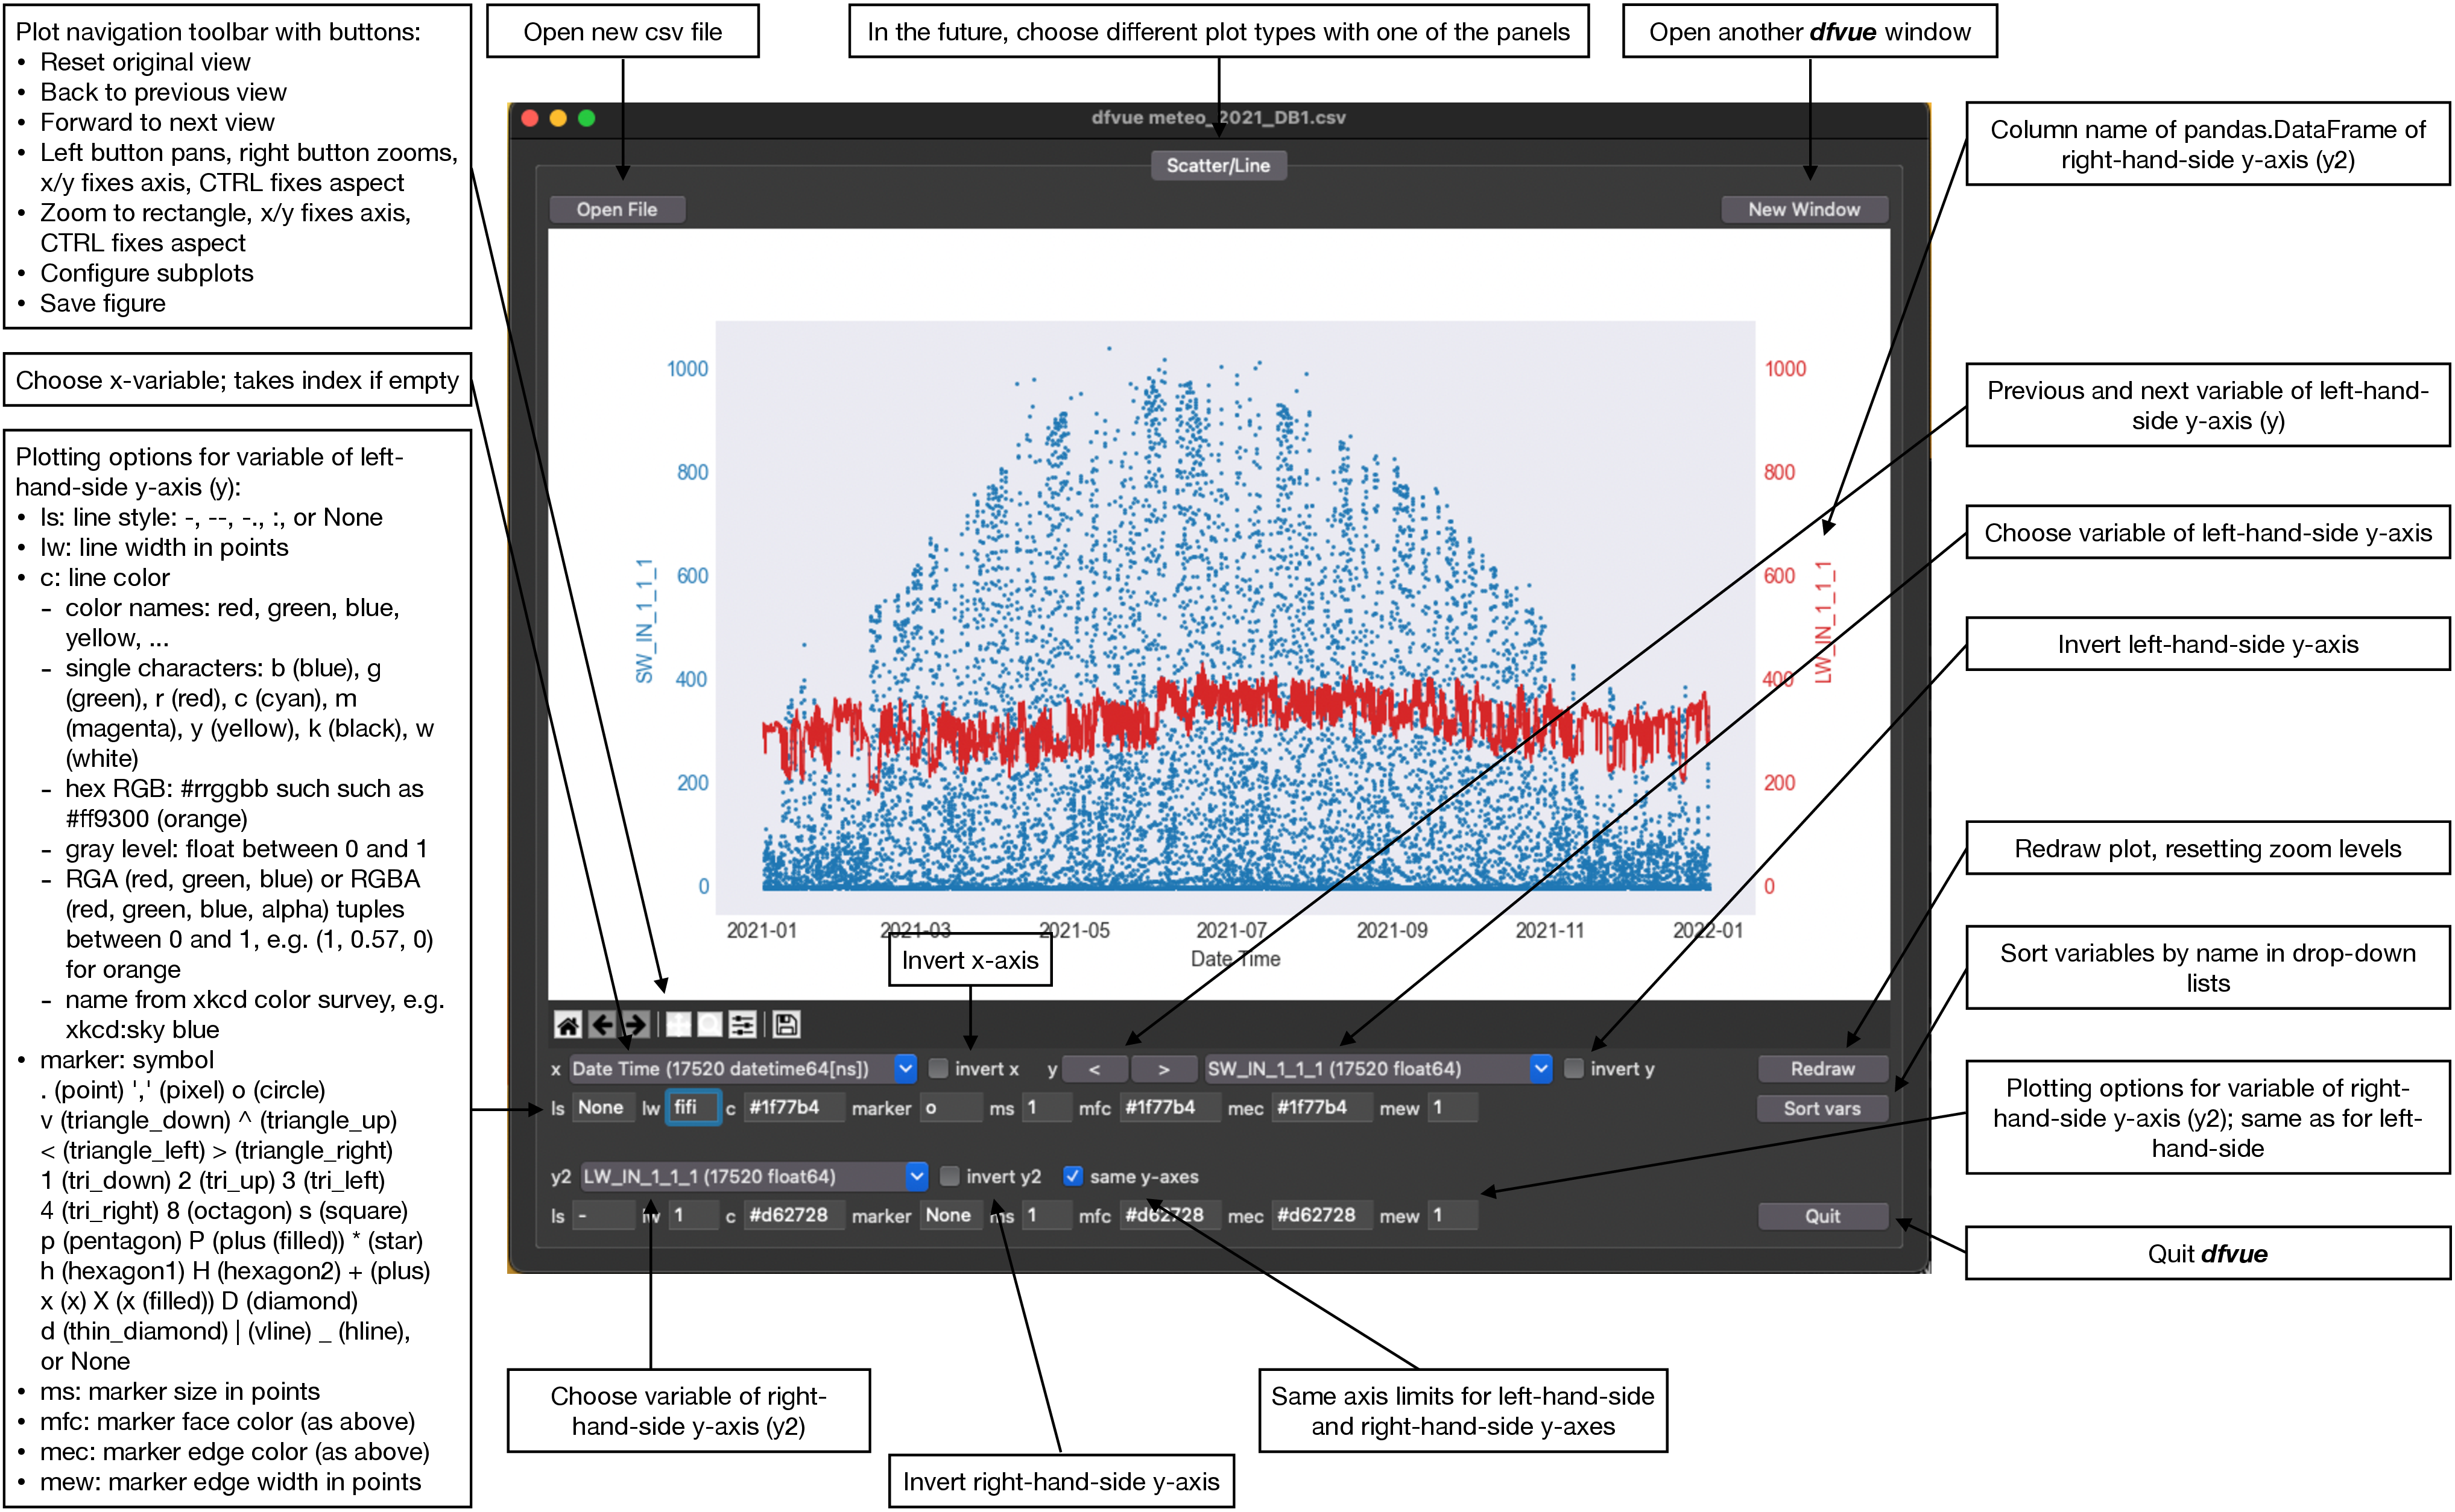 Plot navigation toolbar with buttons:
• Reset original view
• Back to previous view
• Forward to next view
• Left button pans, right button zooms,
x/y fixes axis, CTRL fixes aspect
• Zoom to rectangle, x/y fixes axis,
CTRL fixes aspect
• Configure subplots
• Save figure
Open new csv file
In the future, choose different plot types with one of the panels
Open another dfvue window
Choose x-variable; takes index if empty
Plotting options for variable of left-
hand-side y-axis (y):
• ls: line style: -, --, -., :, or None
• lw: line width in points
• c: line color
- color names: red, green, blue,
yellow, ...
- single characters: b (blue), g
(green), r (red), c (cyan), m
(magenta), y (yellow), k (black), w
(white)
- hex RGB: #rrggbb such such as
#ff9300 (orange)
- gray level: float between 0 and 1
- RGA (red, green, blue) or RGBA
(red, green, blue, alpha) tuples
between 0 and 1, e.g. (1, 0.57, 0)
for orange
- name from xkcd color survey, e.g.
xkcd:sky blue
• marker: symbol
. (point) ',' (pixel) o (circle)
v (triangle_down) ^ (triangle_up)
< (triangle_left) > (triangle_right)
1 (tri_down) 2 (tri_up) 3 (tri_left)
4 (tri_right) 8 (octagon) s (square)
p (pentagon) P (plus (filled)) * (star)
h (hexagon1) H (hexagon2) + (plus)
x (x) X (x (filled)) D (diamond)
d (thin_diamond) | (vline) _ (hline),
or None
• ms: marker size in points
• mfc: marker face color (as above)
• mec: marker edge color (as above)
• mew: marker edge width in points
dfvue meteo_2021_DB1.csv
Scatter/Line
Open File
New Window
1000
800
600
400
200
0
SW_IN_1_1_1
1000
800
600
400
200
0
LW_IN_1_1_1
2021-01 2021-03 2021-05 2021-07 2021-09 2021-11 2022-01
Date Time
Invert x-axis
x Date Time (17520 datetime64[ns]) invert x y < > SW_IN_1_1_1 (17520 float64) invert y Redraw
ls None lw fifi c #1f77b4 marker o ms 1 mfc #1f77b4 mec #1f77b4 mew 1 Sort vars
y2 LW_IN_1_1_1 (17520 float64) invert y2 same y-axes
ls - lw 1 c #d62728 marker None ms 1 mfc #d62728 mec #d62728 mew 1 Quit
Column name of pandas.DataFrame of
right-hand-side y-axis (y2)
Previous and next variable of left-hand-
side y-axis (y)
Choose variable of left-hand-side y-axis
Invert left-hand-side y-axis
Redraw plot, resetting zoom levels
Sort variables by name in drop-down
lists
Plotting options for variable of right-
hand-side y-axis (y2); same as for left-
hand-side
Quit dfvue
Choose variable of right-
hand-side y-axis (y2)
Invert right-hand-side y-axis
Same axis limits for left-hand-side
and right-hand-side y-axes